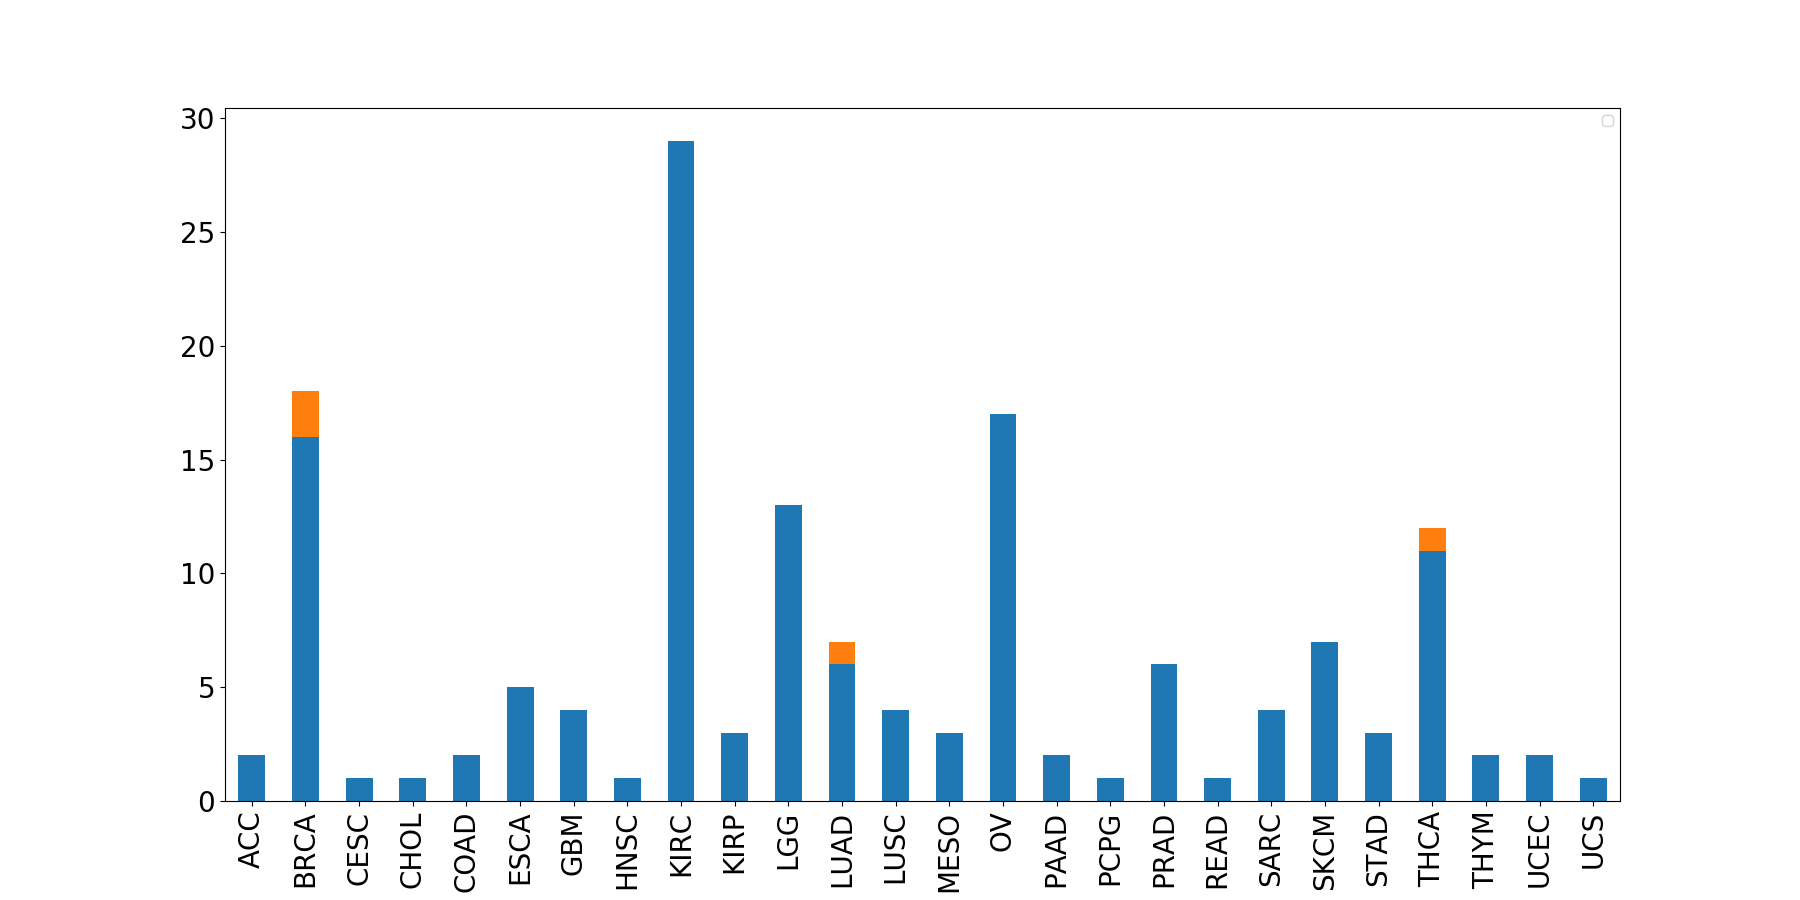 30
25
20
15
10
5
0
ACC
BRCA
CESC
CHOL
COAD
ESCA
GBM
HNSC
KIRC
KIRP
LGG
LUAD
LUSC
MESO
OV
PAAD
PCPG
PRAD
READ
SARC
SKCM
STAD
THCA
THYM
UCEC
UCS